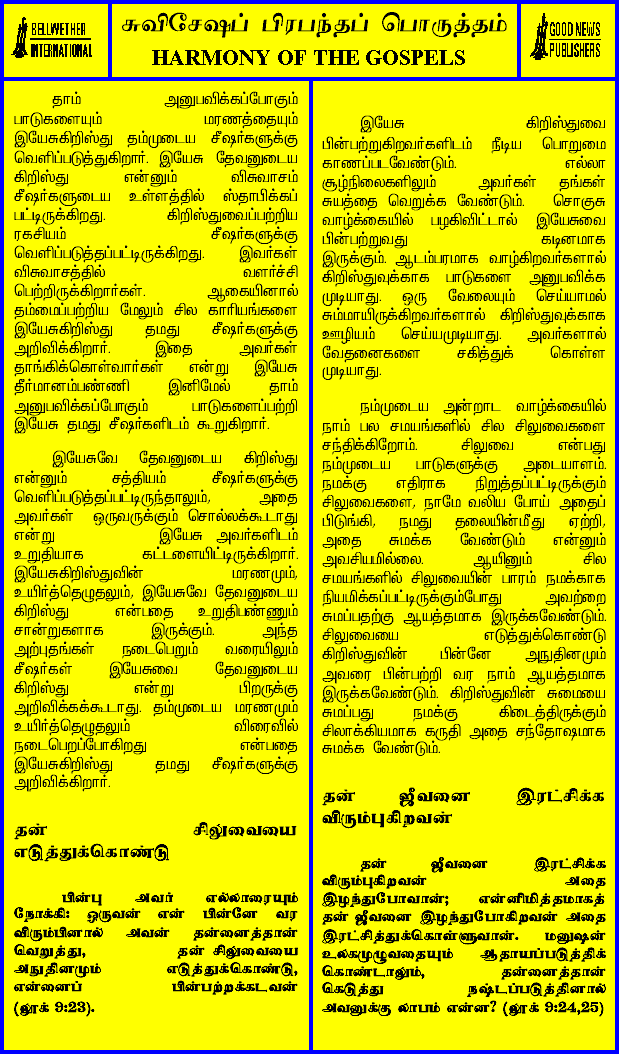 BELLWETHER
INTERNATIONAL
சுவிசேஷப் பிரபந்தப் பொருத்தம்
HARMONY OF THE GOSPELS
GOOD NEWS
PUBLISHERS
தாம் அனுபவிக்கப்போகும்
பாடுகளையும் மரணத்தையும்
இயேசுகிறிஸ்து தம்முடைய சீஷர்களுக்கு
வெளிப்படுத்துகிறார். இயேசு தேவனுடைய
கிறிஸ்து என்னும் விசுவாசம்
சீஷர்களுடைய உள்ளத்தில் ஸ்தாபிக்கப்
பட்டிருக்கிறது. கிறிஸ்துவைப்பற்றிய
ரகசியம் சீஷர்களுக்கு
வெளிப்படுத்தப்பட்டிருக்கிறது. இவர்கள்
விசுவாசத்தில் வளர்ச்சி
பெற்றிருக்கிறார்கள். ஆகையினால்
தம்மைப்பற்றிய மேலும் சில காரியங்களை
இயேசுகிறிஸ்து தமது சீஷர்களுக்கு
அறிவிக்கிறார். இதை அவர்கள்
தாங்கிக்கொள்வார்கள் என்று இயேசு
தீர்மானம்பண்ணி இனிமேல் தாம்
அனுபவிக்கப்போகும் பாடுகளைப்பற்றி
இயேசு தமது சீஷர்களிடம் கூறுகிறார்.
இயேசுவே தேவனுடைய கிறிஸ்து
என்னும் சத்தியம் சீஷர்களுக்கு
வெளிப்படுத்தப்பட்டிருந்தாலும், அதை
அவர்கள் ஒருவருக்கும் சொல்லக்கூடாது
என்று இயேசு அவர்களிடம்
உறுதியாக கட்டளையிட்டிருக்கிறார்.
இயேசுகிறிஸ்துவின் மரணமும்,
உயிர்த்தெழுதலும், இயேசுவே தேவனுடைய
கிறிஸ்து என்பதை உறுதிபண்ணும்
சான்றுகளாக இருக்கும். அந்த
அற்புதங்கள் நடைபெறும் வரையிலும்
சீஷர்கள் இயேசுவை தேவனுடைய
கிறிஸ்து என்று பிறருக்கு
அறிவிக்கக்கூடாது. தம்முடைய மரணமும்
உயிர்த்தெழுதலும் விரைவில்
நடைபெறப்போகிறது என்பதை
இயேசுகிறிஸ்து தமது சீஷர்களுக்கு
அறிவிக்கிறார்.
தன் சிலுவையை
எடுத்துக்கொண்டு
பின்பு அவர் எல்லாரையும்
நோக்கி: ஒருவன் என் பின்னே வர
விரும்பினால் அவன் தன்னைத்தான்
வெறுத்து, தன் சிலுவையை
அநுதினமும் எடுத்துக்கொண்டு,
என்னைப் பின்பற்றக்கடவன்
(லூக் 9:23).
இயேசு கிறிஸ்துவை
பின்பற்றுகிறவர்களிடம் நீடிய பொறுமை
காணப்படவேண்டும். எல்லா
சூழ்நிலைகளிலும் அவர்கள் தங்கள்
சுயத்தை வெறுக்க வேண்டும். சொகுசு
வாழ்க்கையில் பழகிவிட்டால் இயேசுவை
பின்பற்றுவது கடினமாக
இருக்கும். ஆடம்பரமாக வாழ்கிறவர்களால்
கிறிஸ்துவுக்காக பாடுகளை அனுபவிக்க
முடியாது. ஒரு வேலையும் செய்யாமல்
சும்மாயிருக்கிறவர்களால் கிறிஸ்துவுக்காக
ஊழியம் செய்யமுடியாது. அவர்களால்
வேதனைகளை சகித்துக் கொள்ள
முடியாது.
நம்முடைய அன்றாட வாழ்க்கையில்
நாம் பல சமயங்களில் சில சிலுவைகளை
சந்திக்கிறோம். சிலுவை என்பது
நம்முடைய பாடுகளுக்கு அடையாளம்.
நமக்கு எதிராக நிறுத்தப்பட்டிருக்கும்
சிலுவைகளை, நாமே வலிய போய் அதைப்
பிடுங்கி, நமது தலையின்மீது ஏற்றி,
அதை சுமக்க வேண்டும் என்னும்
அவசியமில்லை. ஆயினும் சில
சமயங்களில் சிலுவையின் பாரம் நமக்காக
நியமிக்கப்பட்டிருக்கும்போது அவற்றை
சுமப்பதற்கு ஆயத்தமாக இருக்கவேண்டும்.
சிலுவையை எடுத்துக்கொண்டு
கிறிஸ்துவின் பின்னே அநுதினமும்
அவரை பின்பற்றி வர நாம் ஆயத்தமாக
இருக்கவேண்டும். கிறிஸ்துவின் சுமையை
சுமப்பது நமக்கு கிடைத்திருக்கும்
சிலாக்கியமாக கருதி அதை சந்தோஷமாக
சுமக்க வேண்டும்.
தன் ஜீவனை இரட்சிக்க
விரும்புகிறவன்
தன் ஜீவனை இரட்சிக்க
விரும்புகிறவன் அதை
இழந்துபோவான்; என்னிமித்தமாகத்
தன் ஜீவனை இழந்துபோகிறவன் அதை
இரட்சித்துக்கொள்ளுவான். மனுஷன்
உலகமுழுவதையும் ஆதாயப்படுத்திக்
கொண்டாலும், தன்னைத்தான்
கெடுத்து நஷ்டப்படுத்தினால்
அவனுக்கு லாபம் என்ன? (லூக் 9:24,25)